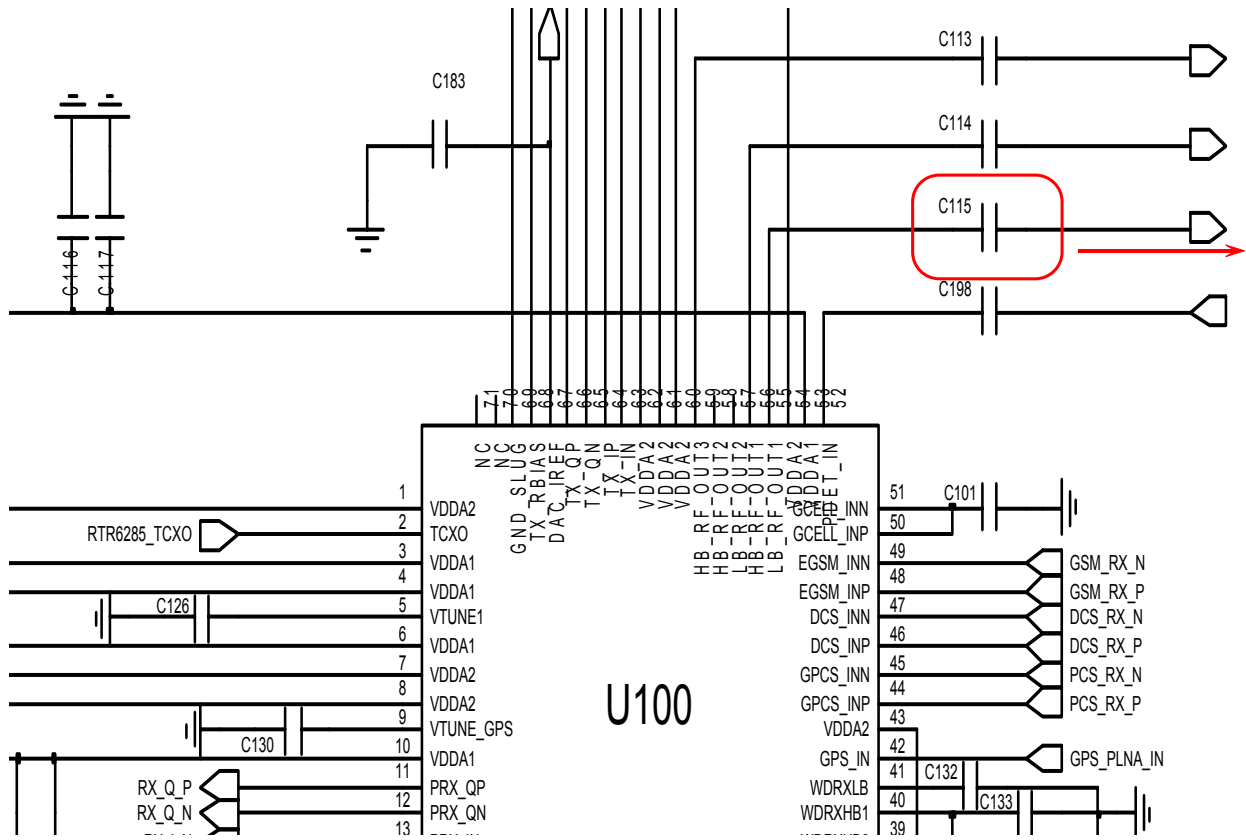 C113
C183
C114
C115
C116
C117
C198
71
70
69
68
67
66
65
64
63
62
61
60
59
58
57
56
55
54
53
52
NC
NC
GND_SLUG
TX_RBIAS
DAC_IREF
TX_QP
TX_QN
TX_IP
TX_IN
VDDA2
VDDA2
VDDA2
HB_RF_OUT3
HB_RF_OUT2
LB_RF_OUT2
HB_RF_OUT1
LB_RF_OUT1
VDDA2
VDDA1
PDET_IN
1
VDDA2
GCELL_INN
51
C101
RTR6285_TCXO
2
TCXO
GCELL_INP
50
3
VDDA1
EGSM_INN
49
GSM_RX_N
4
VDDA1
EGSM_INP
48
GSM_RX_P
C126
5
VTUNE1
DCS_INN
47
DCS_RX_N
6
VDDA1
DCS_INP
46
DCS_RX_P
7
VDDA2
GPCS_INN
45
PCS_RX_N
8
VDDA2
U100
GPCS_INP
44
PCS_RX_P
C130
9
VTUNE_GPS
VDDA2
43
10
VDDA1
GPS_IN
42
GPS_PLNA_IN
RX_Q_P
11
PRX_QP
WDRXLB
41
C132
RX_Q_N
12
PRX_QN
WDRXHB1
40
C133
13
39